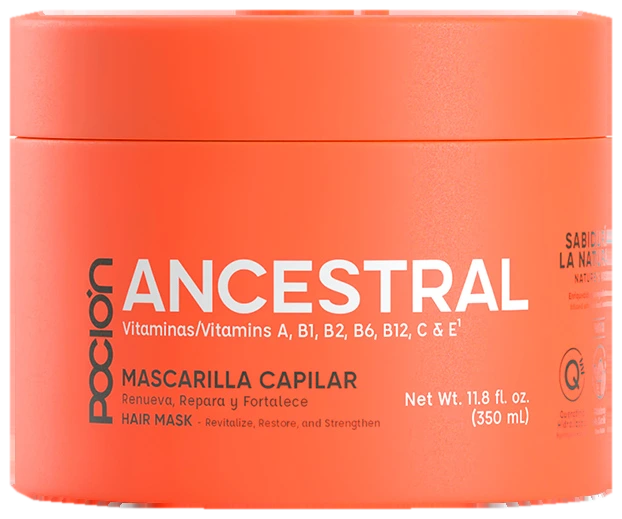 poción
ANCESTRAL
Vitaminas/Vitamins A, B1, B2, B6, B12, C & E¹
MASCARILLA CAPILAR
Renueva, Repara y Fortalece
HAIR MASK - Revitalize, Restore, and Strengthen
Net Wt. 11.8 fl. oz.
(350 mL)
LA
Q